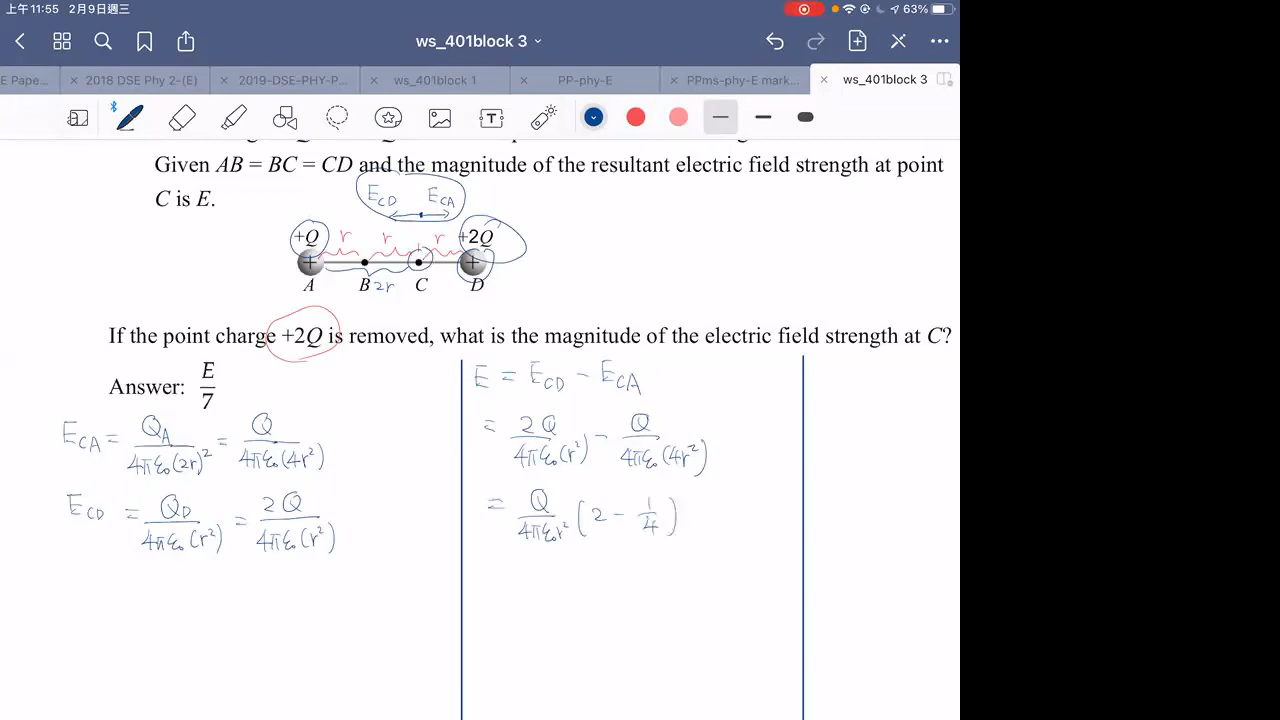 上午11:55 2月9日週三
63%
ws_401block 3
E Pape...
2018 DSE Phy 2-(E)
2019-DSE-PHY-P...
ws_401block 1
PP-phy-E
PPms-phy-E mark...
ws_401block 3
Given AB = BC = CD and the magnitude of the resultant electric field strength at point
C is E.
E_CD E_CA
+Q r r r +2Q
A B 2r C D
If the point charge +2Q is removed, what is the magnitude of the electric field strength at C?
Answer: E/7
E_CA = Q_A / 4πε₀(2r)² = Q / 4πε₀(4r²)
E_CD = Q_D / 4πε₀(r²) = 2Q / 4πε₀(r²)
E = E_CD − E_CA
= 2Q / 4πε₀(r²) − Q / 4πε₀(4r²)
= Q / 4πε₀r² (2 − 1/4)